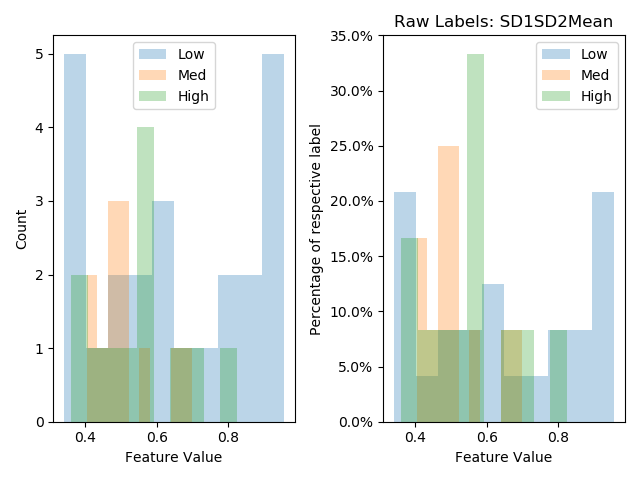 Raw Labels: SD1SD2Mean
5
4
3
2
1
0
Count
0.4
0.6
0.8
Feature Value
Low
Med
High
35.0%
30.0%
25.0%
20.0%
15.0%
10.0%
5.0%
0.0%
Percentage of respective label
0.4
0.6
0.8
Feature Value
Low
Med
High